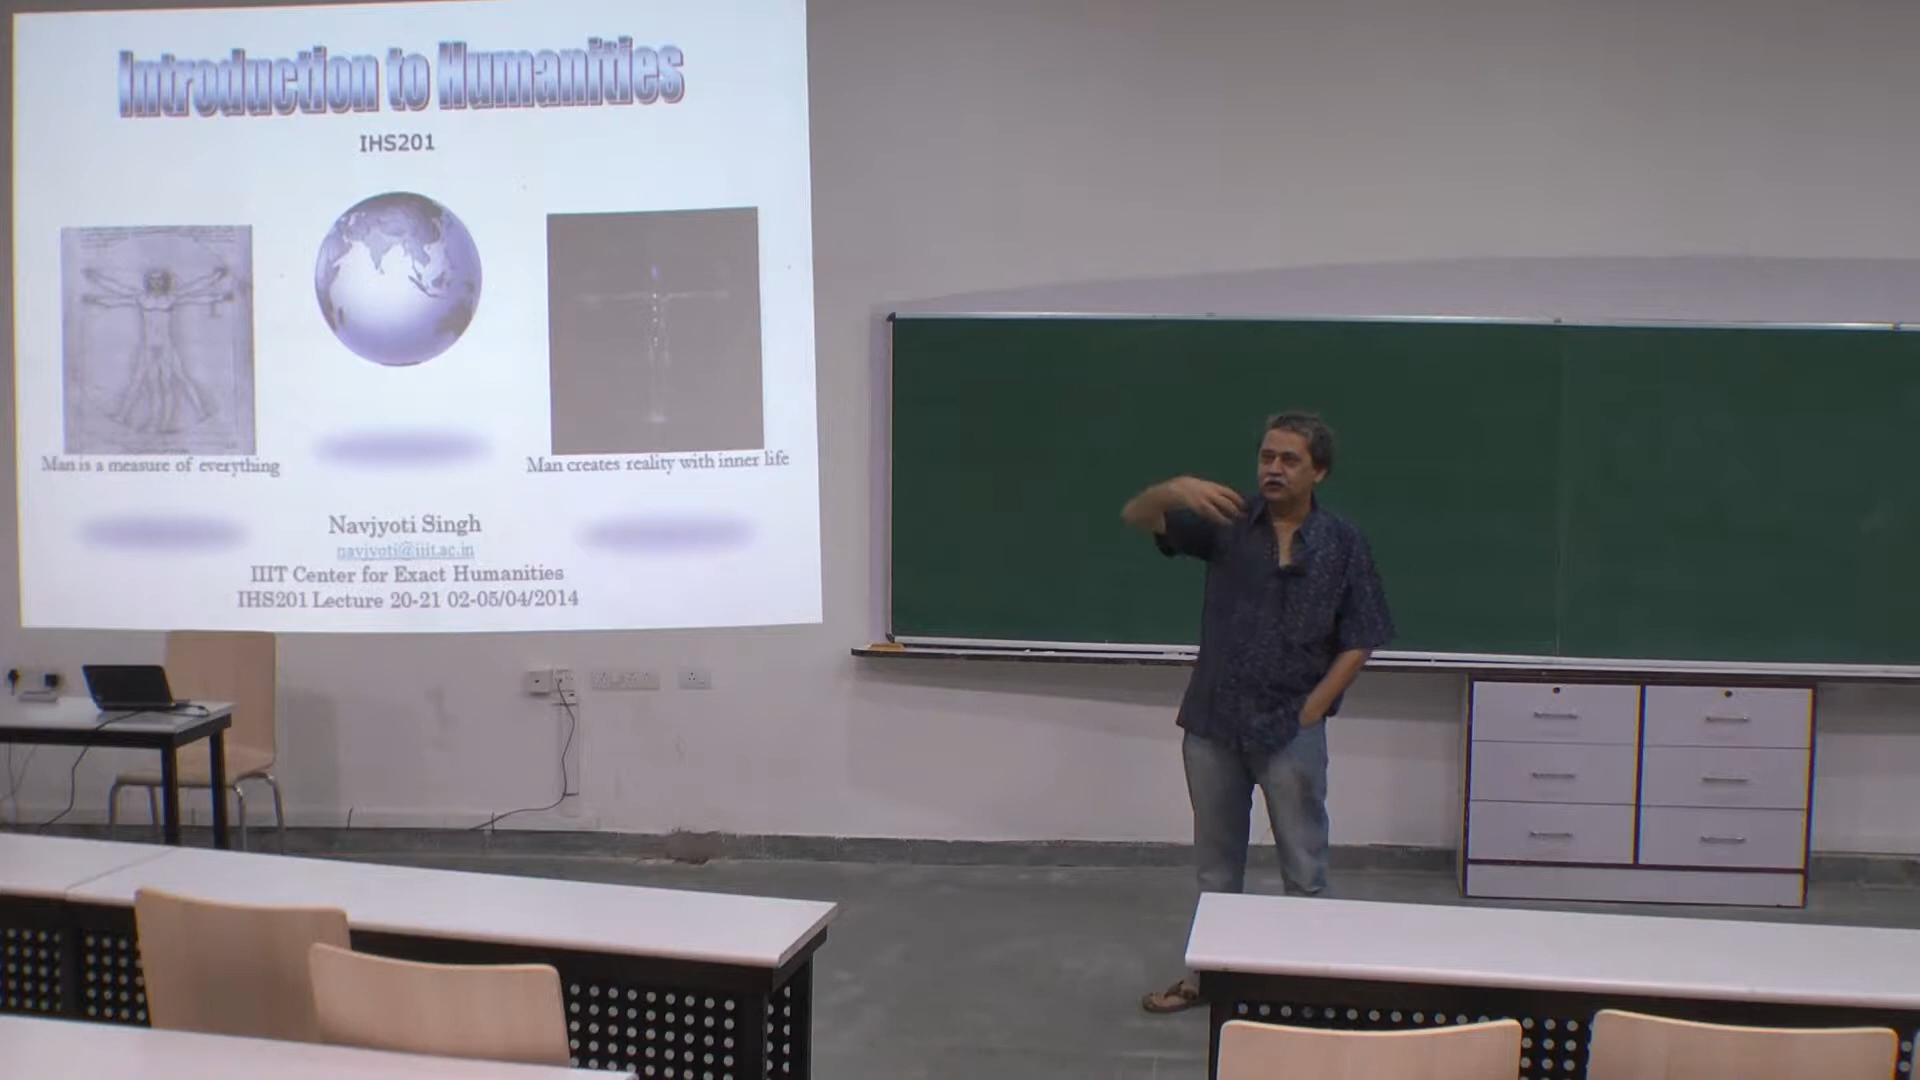 Introduction to Humanities
IHS201
Man is a measure of everything
Man creates reality with inner life
Navjyoti Singh
navjyoti@iiit.ac.in
IIIT Center for Exact Humanities
IHS201 Lecture 20-21 02-05/04/2014